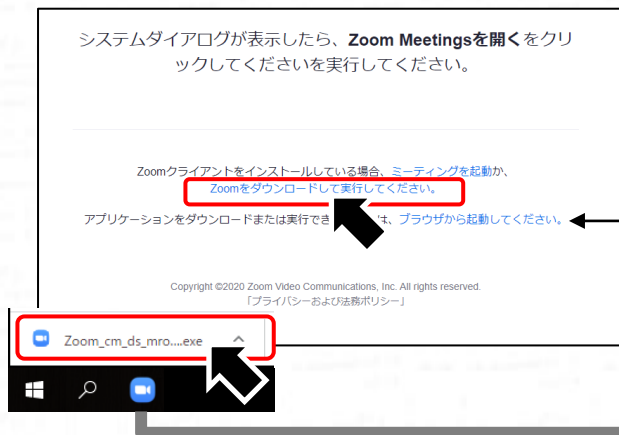 システムダイアログが表示したら、Zoom Meetingsを開くをクリ
ックしてくださいを実行してください。
Zoomクライアントをインストールしている場合、ミーティングを起動か、
Zoomをダウンロードして実行してください。
アプリケーションをダウンロードまたは実行でき は、ブラウザから起動してください。
Copyright ©2020 Zoom Video Communications, Inc. All rights reserved.
「プライバシーおよび法務ポリシー」
Zoom_cm_ds_mro....exe